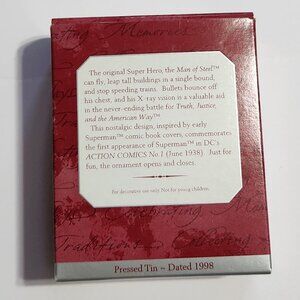 Memories
The original Super Hero, the Man of Steel™
can fly, leap tall buildings in a single bound,
and stop speeding trains. Bullets bounce off
his chest, and his X-ray vision is a valuable aid
in the never-ending battle for Truth, Justice,
and the American Way™
This nostalgic design, inspired by early
Superman™ comic book covers, commemorates
the first appearance of Superman™ in DC's
ACTION COMICS No 1 (June 1938). Just for
fun, the ornament opens and closes.
For decorative use only. Not for young children.
Traditions
Pressed Tin ~ Dated 1998